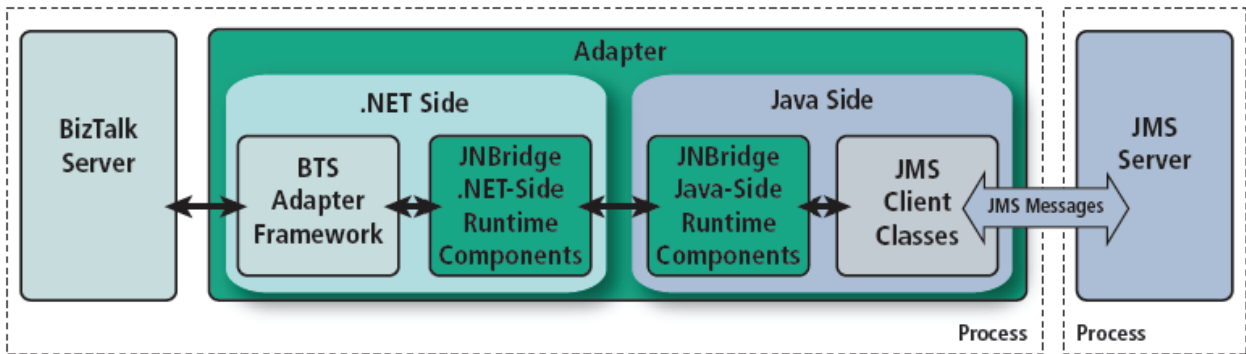 Adapter
.NET Side
Java Side
BizTalk
Server
BTS
Adapter
Framework
JNBridge
.NET-Side
Runtime
Components
JNBridge
Java-Side
Runtime
Components
JMS
Client
Classes
JMS Messages
JMS
Server
Process
Process